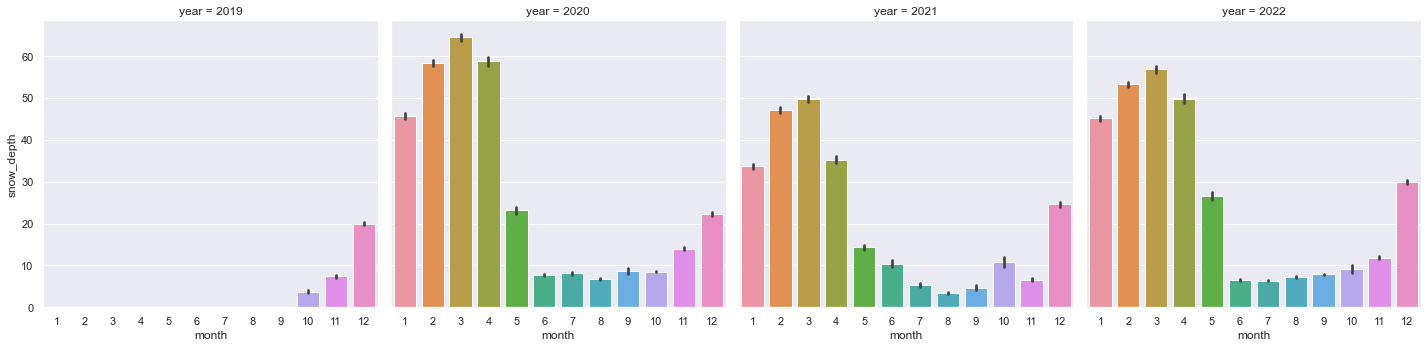 year = 2019
year = 2020
year = 2021
year = 2022
snow_depth
60
50
40
30
20
10
0
1 2 3 4 5 6 7 8 9 10 11 12
month
1 2 3 4 5 6 7 8 9 10 11 12
month
1 2 3 4 5 6 7 8 9 10 11 12
month
1 2 3 4 5 6 7 8 9 10 11 12
month